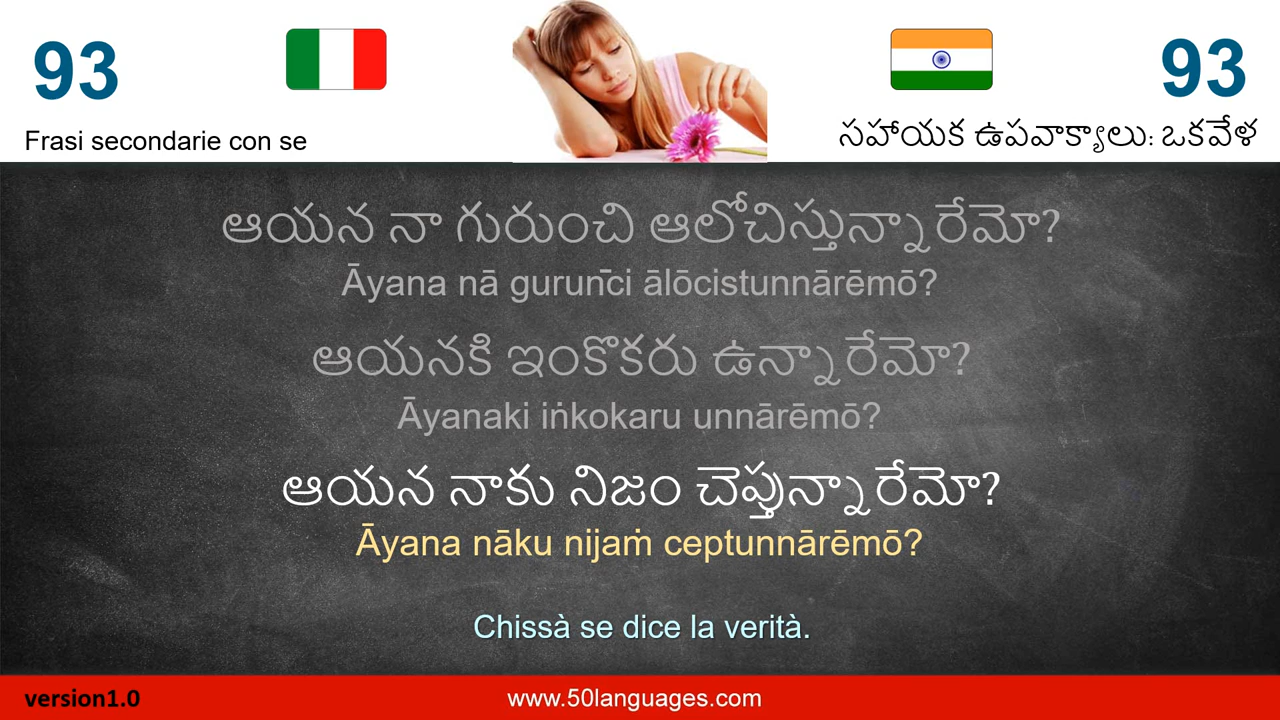 93
93
Frasi secondarie con se
సహాయక ఉపవాక్యాలు: ఒకవేళ
ఆయన నా గురుంచి ఆలోచిస్తున్నారేమో?
Āyana nā gurun̄ci ālōcistunnārēmō?
ఆయనకి ఇంకొకరు ఉన్నారేమో?
Āyanaki iṅkokaru unnārēmō?
ఆయన నాకు నిజం చెప్తున్నారేమో?
Āyana nāku nijaṁ ceptunnārēmō?
Chissà se dice la verità.
version1.0
www.50languages.com